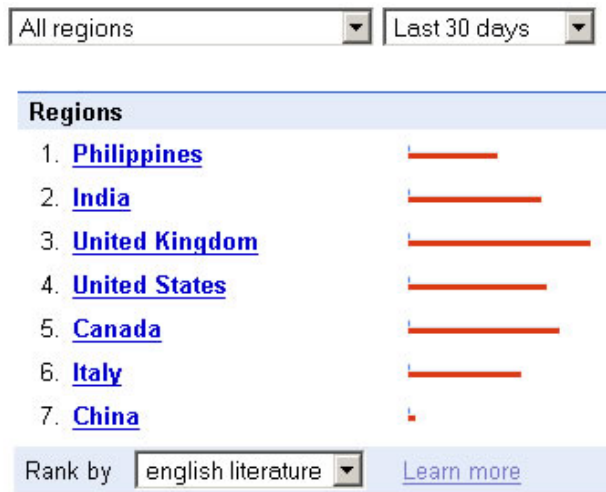 All regions Last 30 days
Regions
1. Philippines
2. India
3. United Kingdom
4. United States
5. Canada
6. Italy
7. China
Rank by english literature Learn more